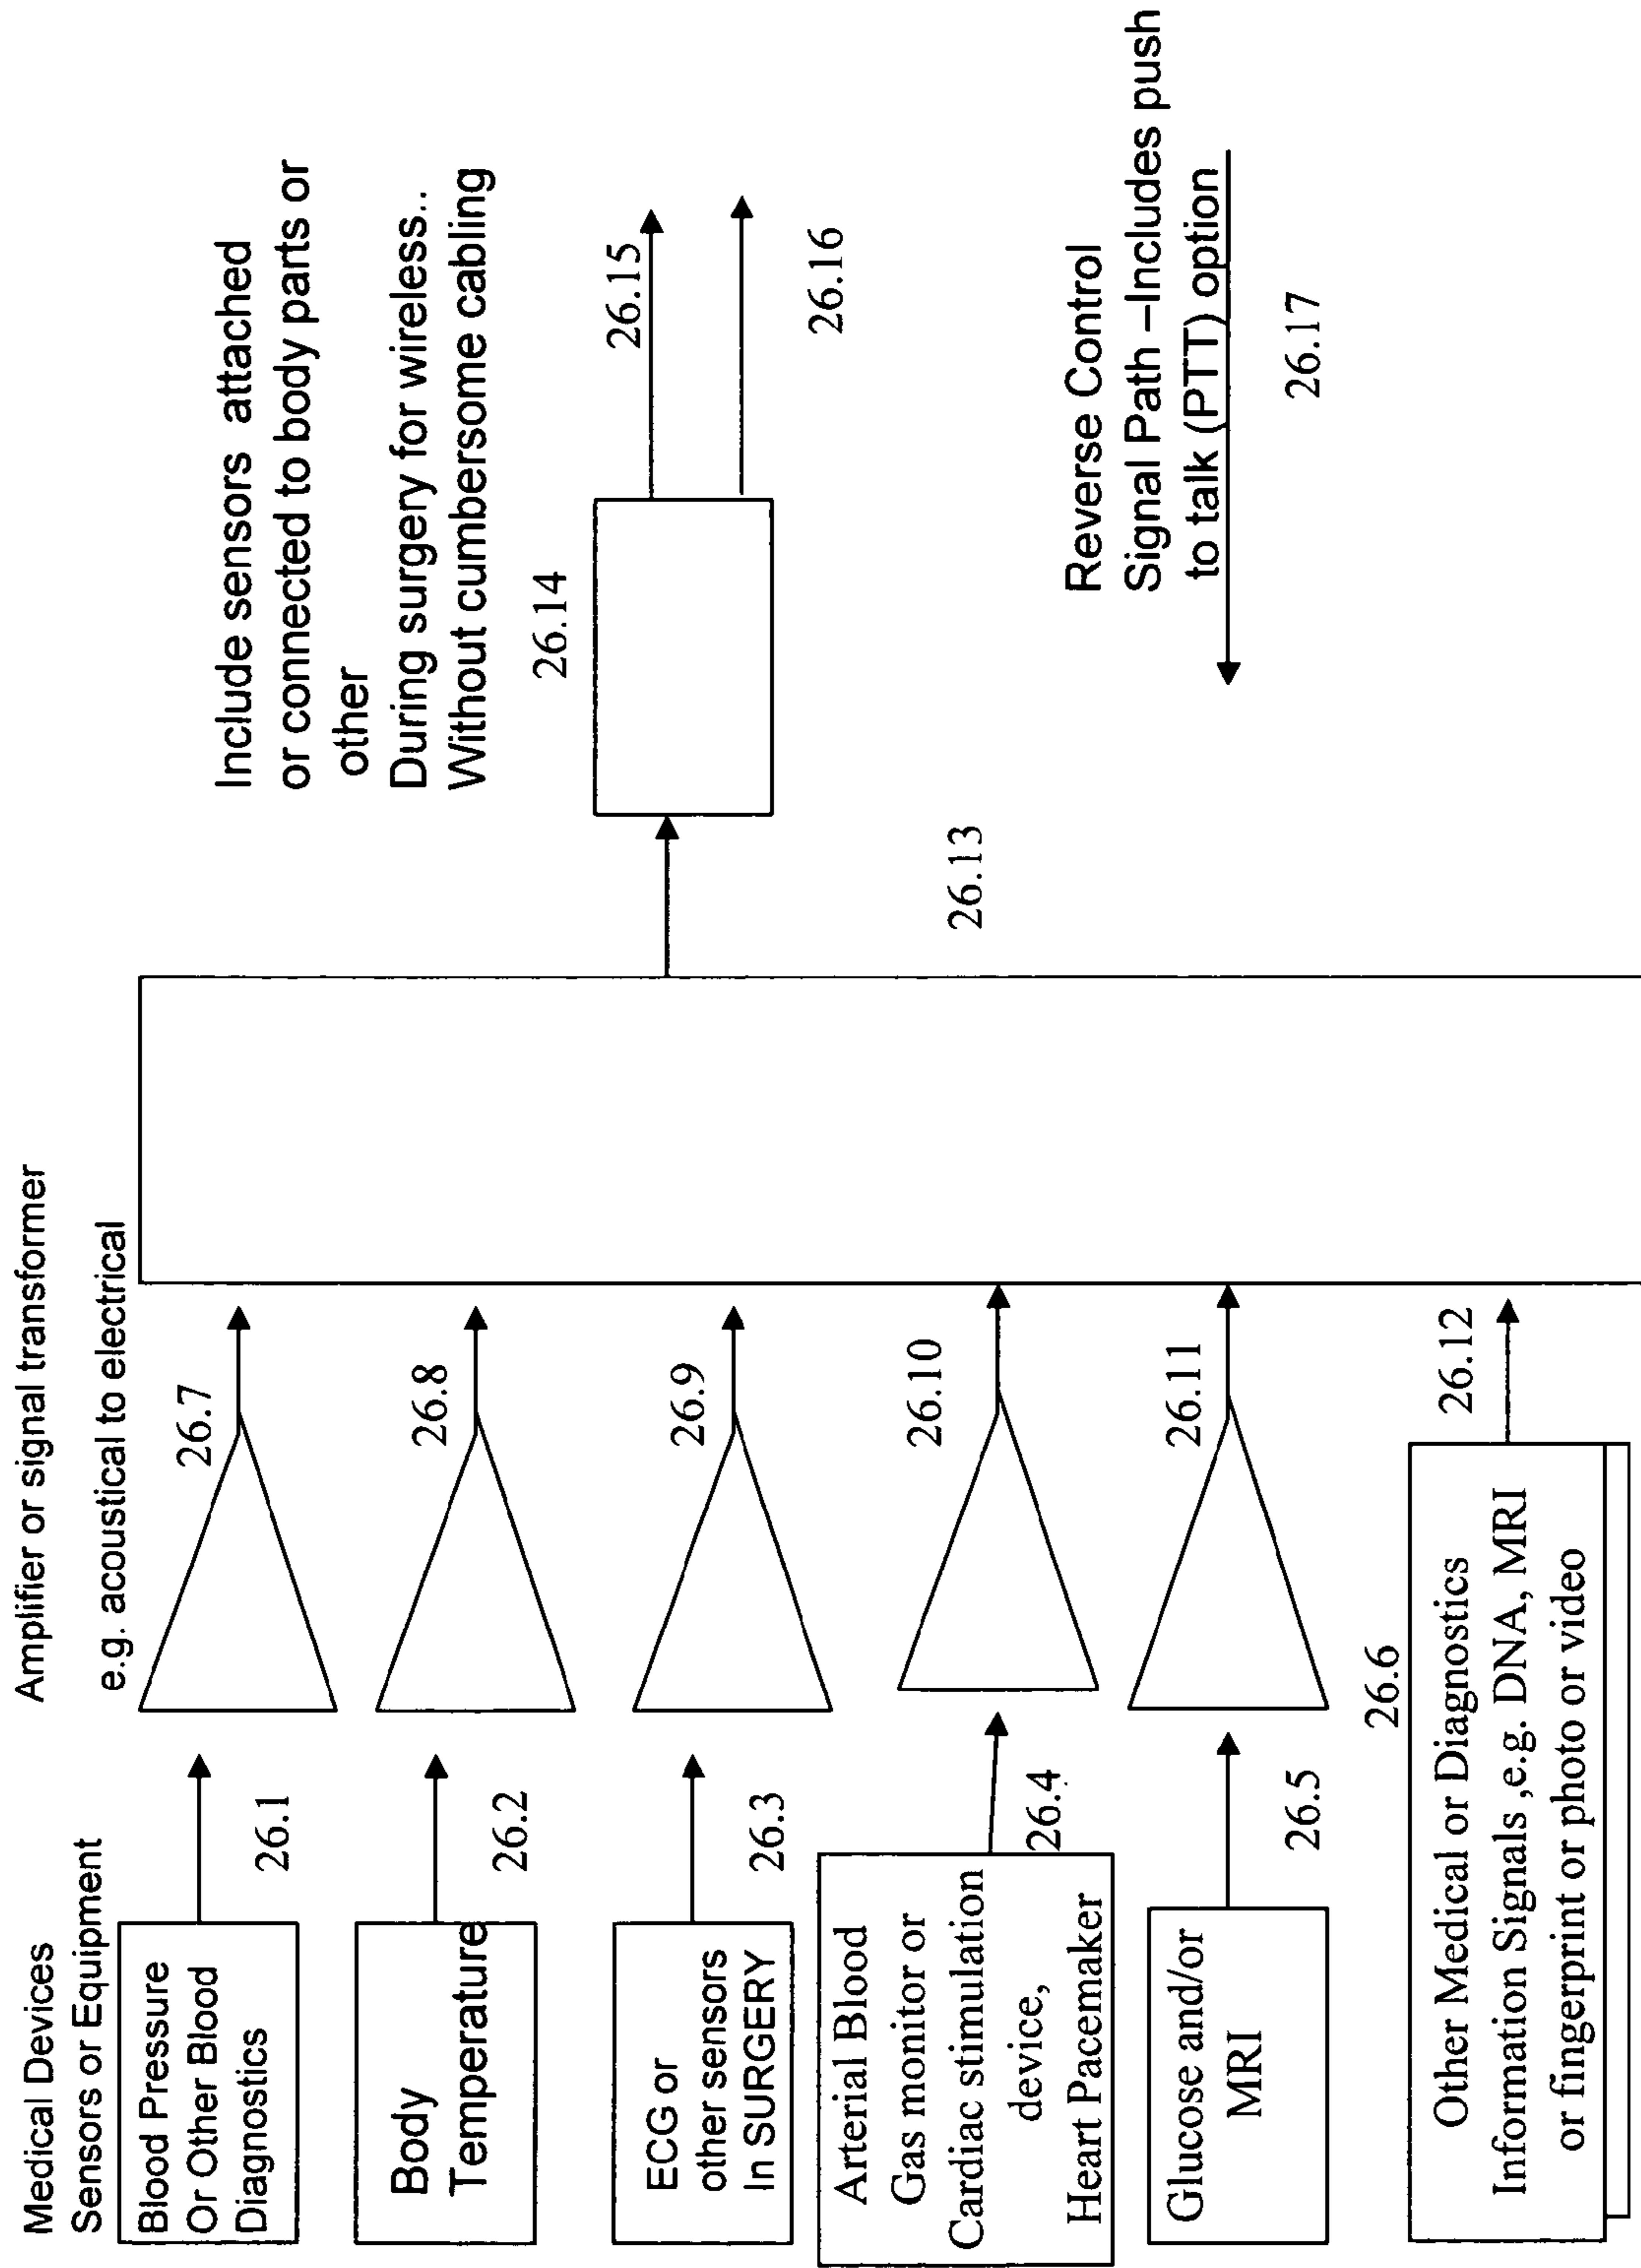 Medical Devices
Sensors or Equipment
Amplifier or signal transformer
e.g. acoustical to electrical
Blood Pressure
Or Other Blood
Diagnostics
26.1
26.7
Body
Temperature
26.2
26.8
ECG or
other sensors
In SURGERY
26.3
26.9
Arterial Blood
Gas monitor or
Cardiac stimulation
device,
Heart Pacemaker
26.4
26.10
Glucose and/or
MRI
26.5
26.11
26.6
Other Medical or Diagnostics
Information Signals ,e.g. DNA, MRI
or fingerprint or photo or video
26.12
26.13
Include sensors attached
or connected to body parts or
other
During surgery for wireless..
Without cumbersome cabling
26.14
26.15
26.16
Reverse Control
Signal Path –Includes push
to talk (PTT) option
26.17